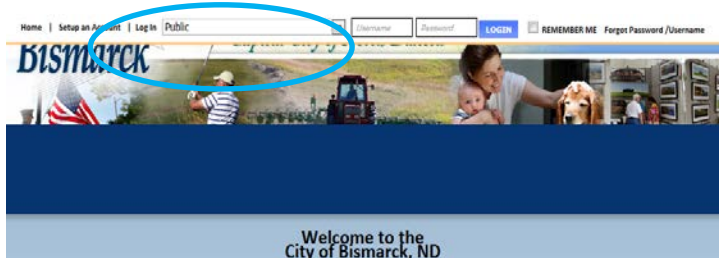 Home | Setup an Account | Log In Public Username Password LOGIN REMEMBER ME Forgot Password /Username
Bismarck
Welcome to the
City of Bismarck, ND